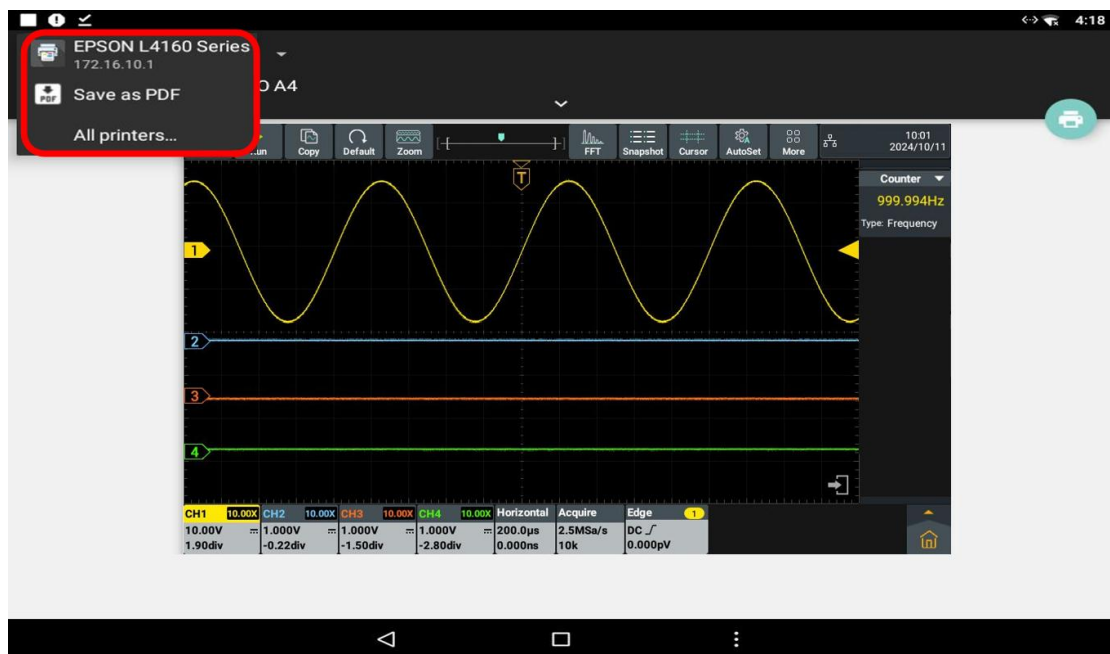 4:18
EPSON L4160 Series
172.16.10.1
Save as PDF
All printers...
A4
Copy
Default
Zoom
FFT
Snapshot
Cursor
AutoSet
More
10:01
2024/10/11
T
Counter
999.994Hz
Type: Frequency
1
2
3
4
CH1 10.00X CH2 10.00X CH3 10.00X CH4 10.00X Horizontal Acquire Edge 1
10.00V 1.000V 1.000V 1.000V 200.0µs 2.5MSa/s DC
1.90div -0.22div -1.50div -2.80div 0.000ns 10k 0.000pV